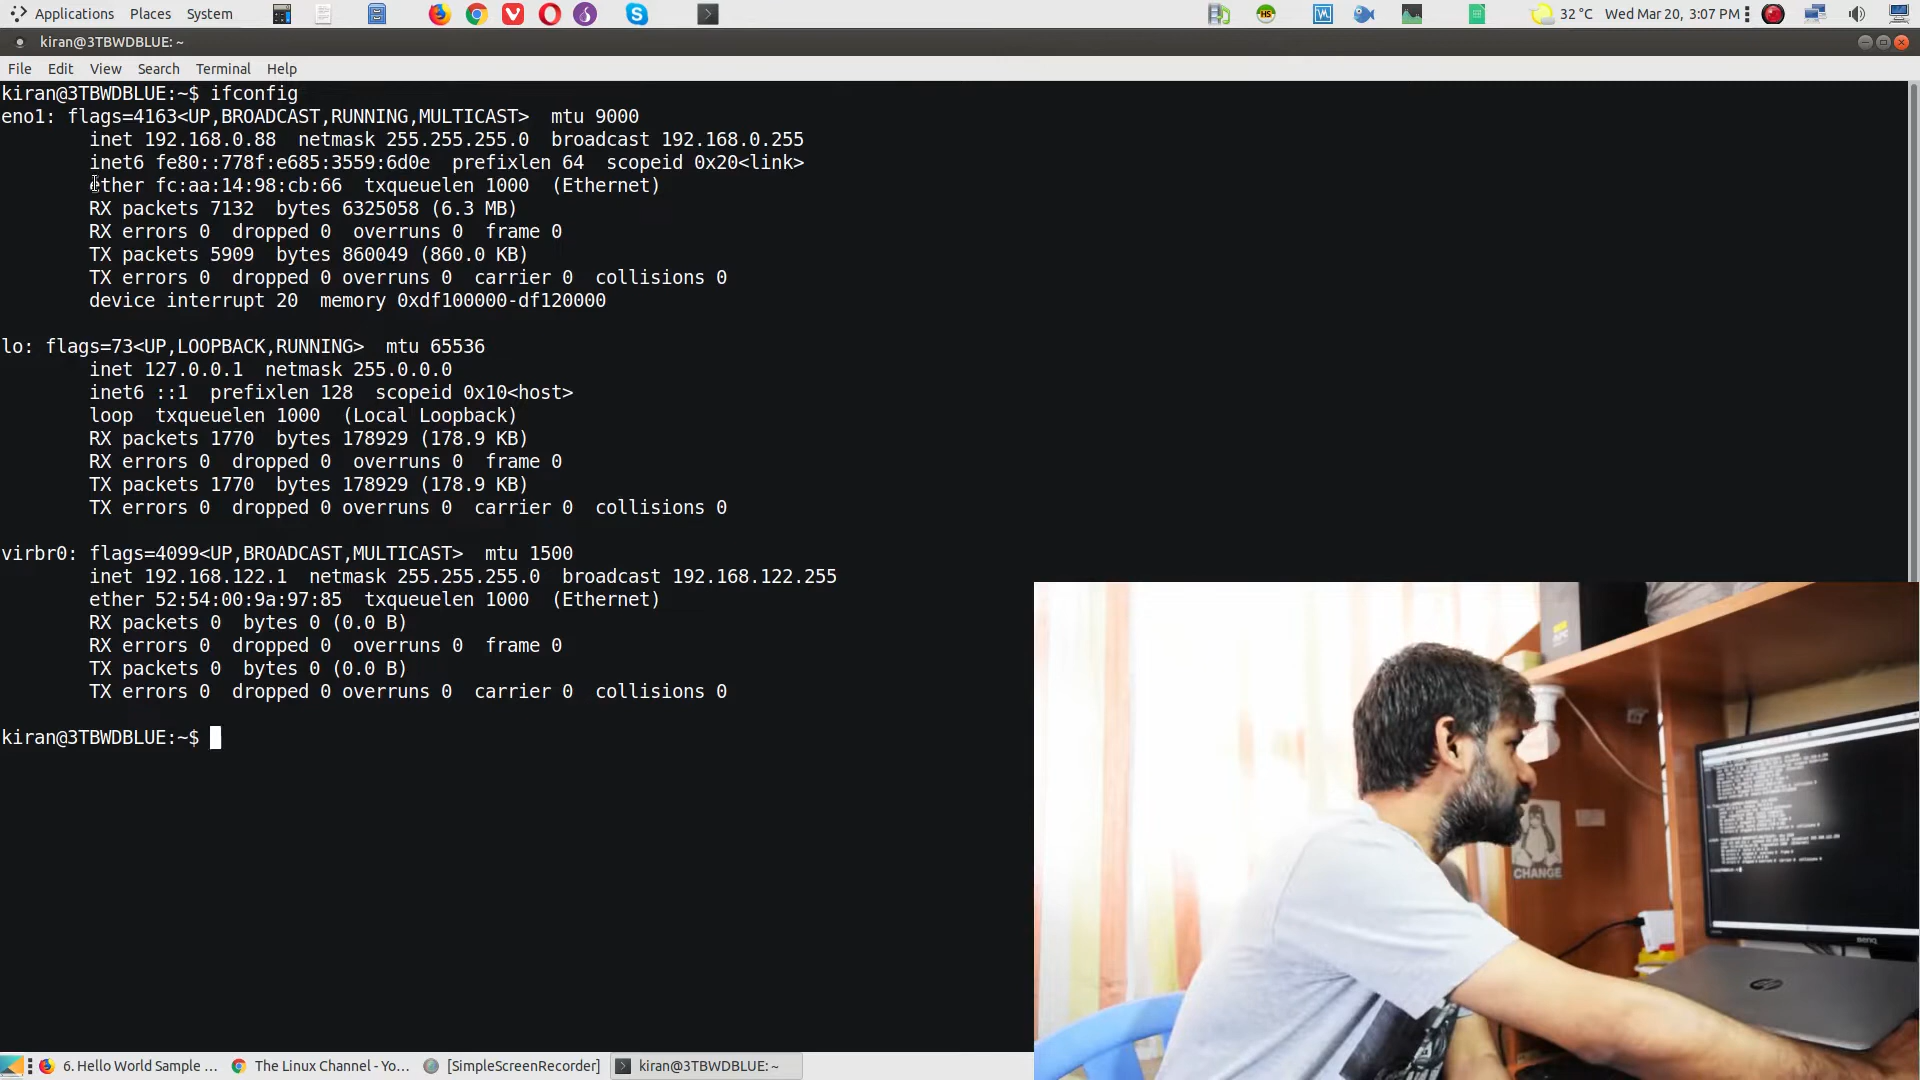 Applications Places System 32 °C Wed Mar 20, 3:07 PM
kiran@3TBWDBLUE: ~
File Edit View Search Terminal Help
kiran@3TBWDBLUE:~$ ifconfig
eno1: flags=4163<UP,BROADCAST,RUNNING,MULTICAST>  mtu 9000
        inet 192.168.0.88  netmask 255.255.255.0  broadcast 192.168.0.255
        inet6 fe80::778f:e685:3559:6d0e  prefixlen 64  scopeid 0x20<link>
        ether fc:aa:14:98:cb:66  txqueuelen 1000  (Ethernet)
        RX packets 7132  bytes 6325058 (6.3 MB)
        RX errors 0  dropped 0  overruns 0  frame 0
        TX packets 5909  bytes 860049 (860.0 KB)
        TX errors 0  dropped 0 overruns 0  carrier 0  collisions 0
        device interrupt 20  memory 0xdf100000-df120000
lo: flags=73<UP,LOOPBACK,RUNNING>  mtu 65536
        inet 127.0.0.1  netmask 255.0.0.0
        inet6 ::1  prefixlen 128  scopeid 0x10<host>
        loop  txqueuelen 1000  (Local Loopback)
        RX packets 1770  bytes 178929 (178.9 KB)
        RX errors 0  dropped 0  overruns 0  frame 0
        TX packets 1770  bytes 178929 (178.9 KB)
        TX errors 0  dropped 0 overruns 0  carrier 0  collisions 0
virbr0: flags=4099<UP,BROADCAST,MULTICAST>  mtu 1500
        inet 192.168.122.1  netmask 255.255.255.0  broadcast 192.168.122.255
        ether 52:54:00:9a:97:85  txqueuelen 1000  (Ethernet)
        RX packets 0  bytes 0 (0.0 B)
        RX errors 0  dropped 0  overruns 0  frame 0
        TX packets 0  bytes 0 (0.0 B)
        TX errors 0  dropped 0 overruns 0  carrier 0  collisions 0
kiran@3TBWDBLUE:~$
CHANGE
BenQ
hp
6. Hello World Sample ... The Linux Channel - Yo... [SimpleScreenRecorder] kiran@3TBWDBLUE: ~